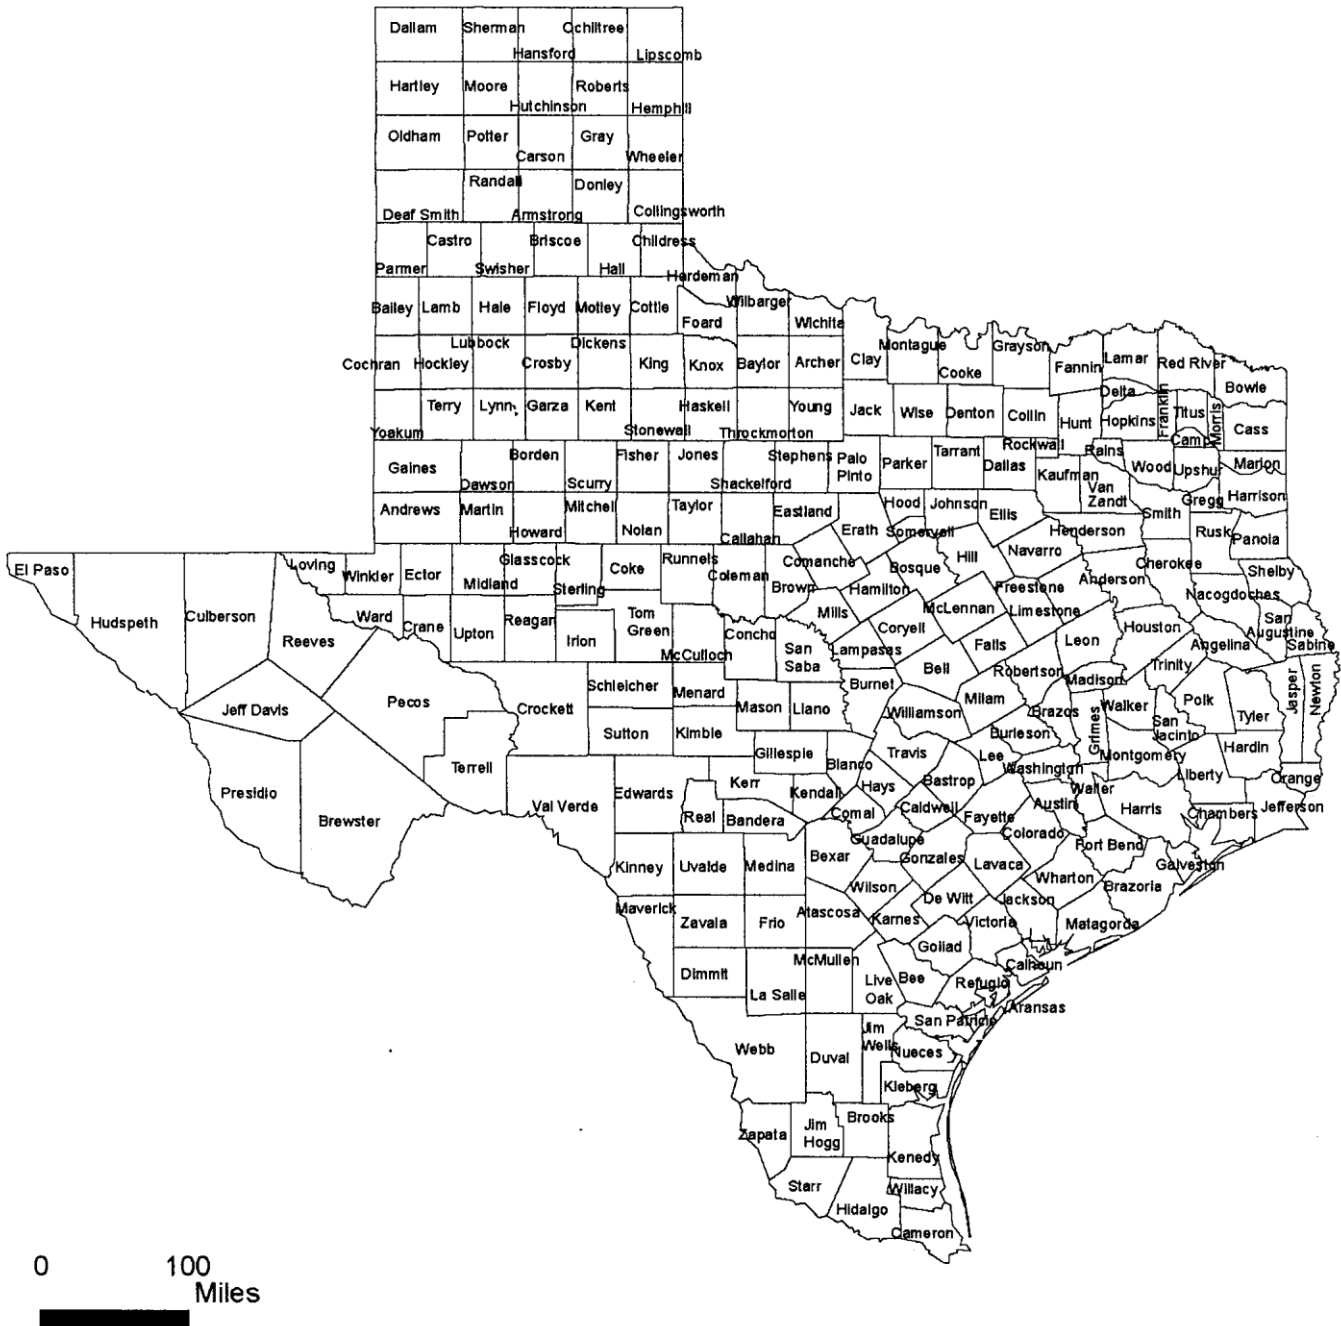 Dallam Sherman Ochiltree
Hansford Lipscomb
Hartley Moore Roberts
Hutchinson Hemphill
Oldham Potter Gray
Carson Wheeler
Randall Donley
Deaf Smith Armstrong Collingsworth
Castro Briscoe Childress
Parmer Swisher Hall
Hardeman
Bailey Lamb Hale Floyd Motley Cottle Wilbarger
Foard Wichita
Lubbock Dickens Montague Grayson
Cochran Hockley Crosby King Knox Baylor Archer Clay Cooke Fannin Lamar Red River
Delta Bowie
Terry Lynn Garza Kent Haskell Young Jack Wise Denton Collin Hunt Hopkins Franklin Titus Morris
Yoakum Stonewall Throckmorton Rockwall Camp Cass
Borden Fisher Jones Stephens Palo Tarrant Rains
Gaines Pinto Parker Dallas Kaufman Wood Upshur Marion
Dawson Scurry Shackelford Van
Zandt Gregg Harrison
Andrews Martin Mitchell Taylor Eastland Hood Johnson Ellis Smith
Howard Nolan Callahan Erath Somervell Henderson Rusk Panola
Glasscock Runnels Comanche Hill Navarro
El Paso Loving Winkler Ector Midland Sterling Coke Coleman Brown Bosque Cherokee Shelby
Hamilton Freestone Anderson Nacogdoches
Hudspeth Culberson Ward Crane Upton Reagan Tom
Green Mills McLennan Limestone San
Augustine
Reeves Irion Concho Coryell Houston Sabine
McCulloch San
Saba Lampasas Falls Leon Angelina
Schleicher Menard Burnet Bell Robertson Madison Trinity
Jeff Davis Pecos Crockett Mason Llano Williamson Milam Brazos Walker Polk Jasper Newton
Sutton Kimble Burleson Grimes San
Jacinto Tyler
Gillespie Blanco Travis Lee Montgomery Hardin
Terrell Kerr Hays Bastrop Washington Liberty Orange
Presidio Val Verde Edwards Kendall Waller
Brewster Real Bandera Comal Caldwell Fayette Austin Harris Chambers Jefferson
Guadalupe Colorado Fort Bend
Kinney Uvalde Medina Bexar Gonzales Lavaca Galveston
Wilson Wharton Brazoria
Maverick Zavala Frio Atascosa Karnes De Witt Jackson
Victoria Matagorda
Goliad
McMullen Calhoun
Dimmit La Salle Live
Oak Bee Refugio
Aransas
San Patricio
Jim
Wells
Webb Duval Nueces
Kleberg
Zapata Jim
Hogg Brooks
Kenedy
Starr Willacy
Hidalgo
Cameron
0 100
Miles